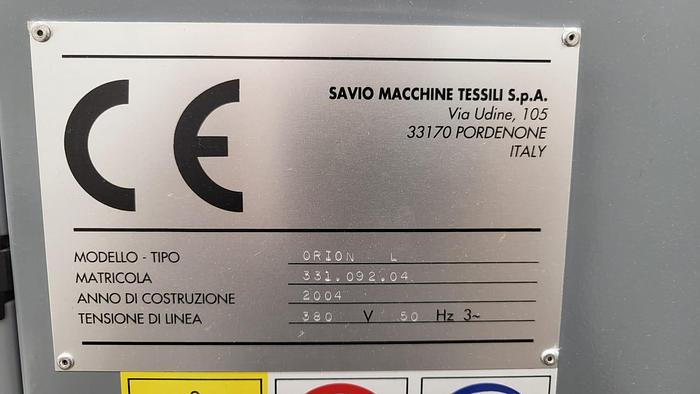 CE
SAVIO MACCHINE TESSILI S.p.A.
Via Udine, 105
33170 PORDENONE
ITALY
MODELLO - TIPO ORION L
MATRICOLA 331.092.04
ANNO DI COSTRUZIONE 2004
TENSIONE DI LINEA 380 V 50 Hz 3~